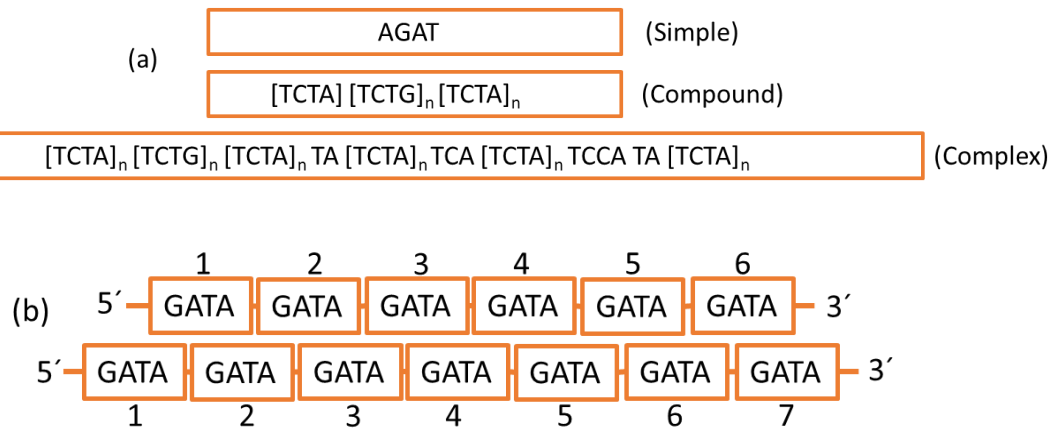 (a)
AGAT (Simple)
[TCTA] [TCTG]n [TCTA]n (Compound)
[TCTA]n [TCTG]n [TCTA]n TA [TCTA]n TCA [TCTA]n TCCA TA [TCTA]n (Complex)
(b)
1 2 3 4 5 6
5´ GATA GATA GATA GATA GATA GATA 3´
5´ GATA GATA GATA GATA GATA GATA GATA 3´
1 2 3 4 5 6 7